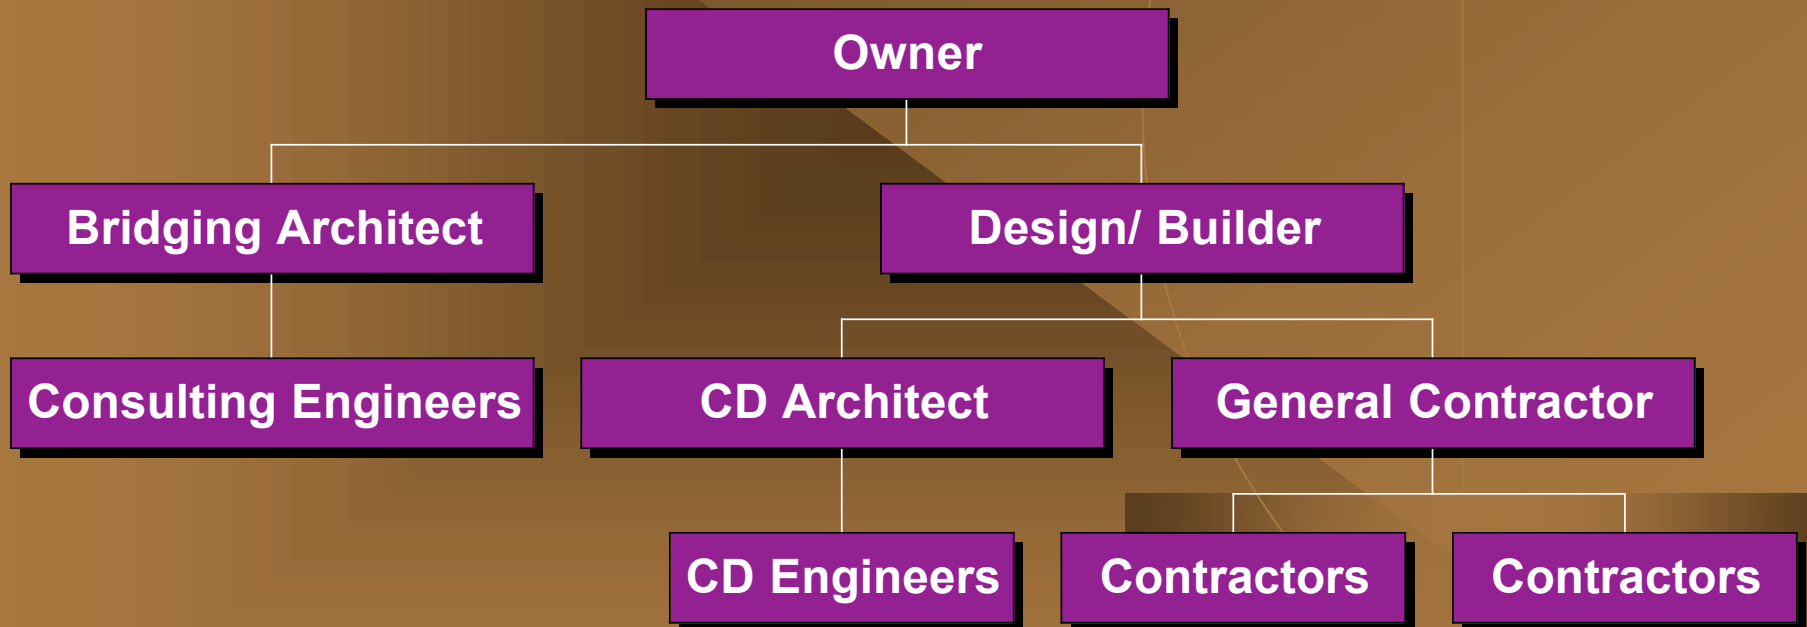 Owner
Bridging Architect
Design/ Builder
Consulting Engineers
CD Architect
General Contractor
CD Engineers
Contractors
Contractors